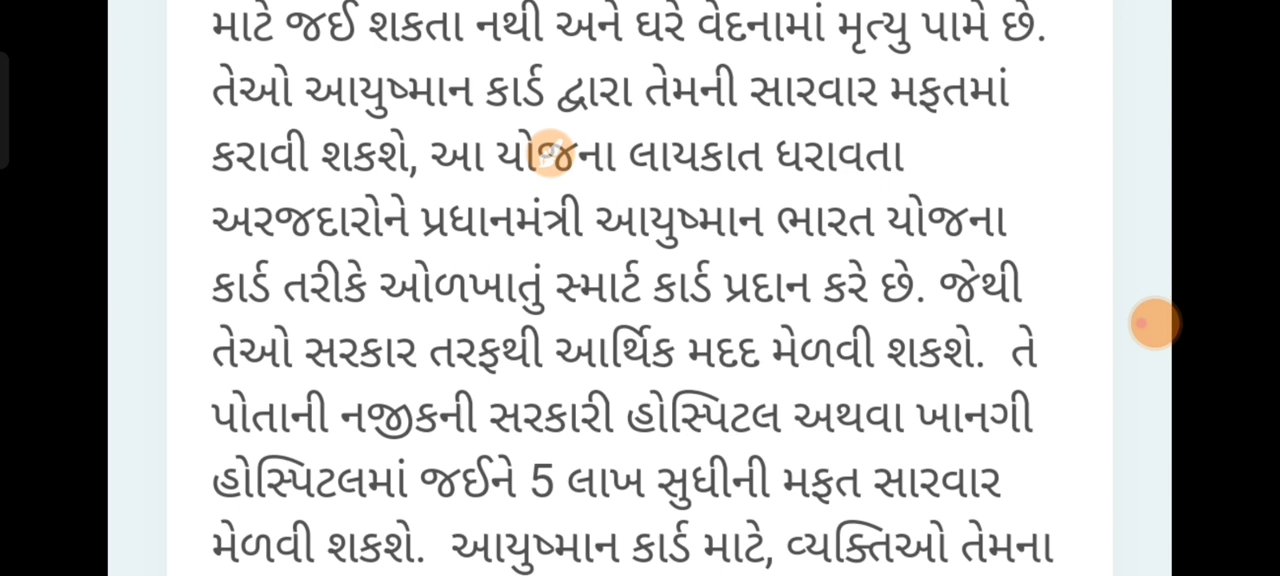 માટે જઈ શકતા નથી અને ઘરે વેદનામાં મૃત્યુ પામે છે.
તેઓ આયુષ્માન કાર્ડ દ્વારા તેમની સારવાર મફતમાં
કરાવી શકશે, આ યોજના લાયકાત ધરાવતા
અરજદારોને પ્રધાનમંત્રી આયુષ્માન ભારત યોજના
કાર્ડ તરીકે ઓળખાતું સ્માર્ટ કાર્ડ પ્રદાન કરે છે. જેથી
તેઓ સરકાર તરફથી આર્થિક મદદ મેળવી શકશે. તે
પોતાની નજીકની સરકારી હોસ્પિટલ અથવા ખાનગી
હોસ્પિટલમાં જઈને 5 લાખ સુધીની મફત સારવાર
મેળવી શકશે. આયુષ્માન કાર્ડ માટે, વ્યક્તિઓ તેમના